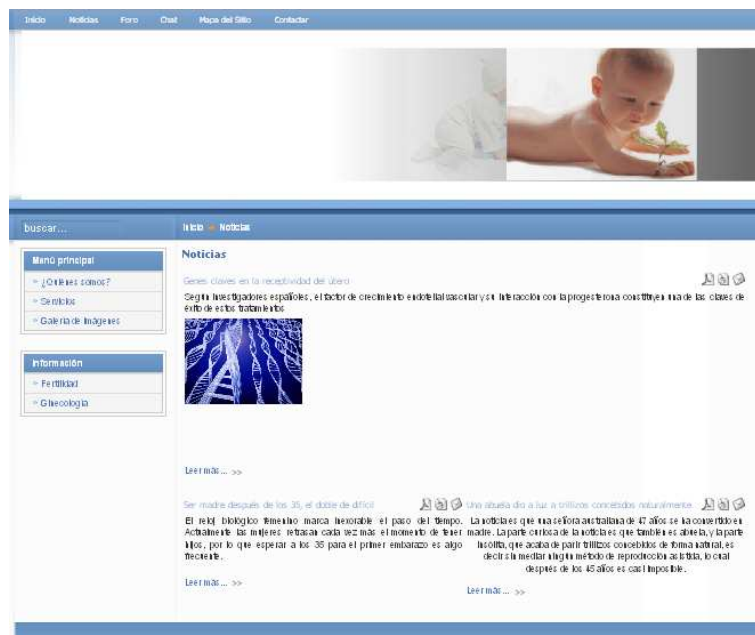 Inicio Noticias Foro Chat Mapa del Sitio Contactar
buscar...
Inicio Noticias
Menú principal
¿Quiénes somos?
Servicios
Galería de Imágenes
Información
Fertilidad
Ginecología
Noticias
Genes claves en la receptividad del útero
Según investigadores españoles, el factor de crecimiento endotelial vascular y su interacción con la progesterona constituyen una de las claves de
éxito de estos tratamientos
Leer más... >>
Ser madre después de los 35, el doble de difícil
El reloj biológico femenino marca inexorable el paso del tiempo.
Actualmente las mujeres retrasan cada vez más el momento de tener
hijos, por lo que esperar a los 35 para el primer embarazo es algo
frecuente.
Leer más... >>
Una abuela dio a luz a trillizos concebidos naturalmente
La noticia es que una señora australiana de 47 años se ha convertido en
madre. La parte curiosa de la noticia es que también es abuela, y la parte
insólita, que acaba de parir trillizos concebidos de forma natural, es
decir sin mediar ningún método de reproducción asistida, lo cual
después de los 45 años es casi imposible.
Leer más... >>